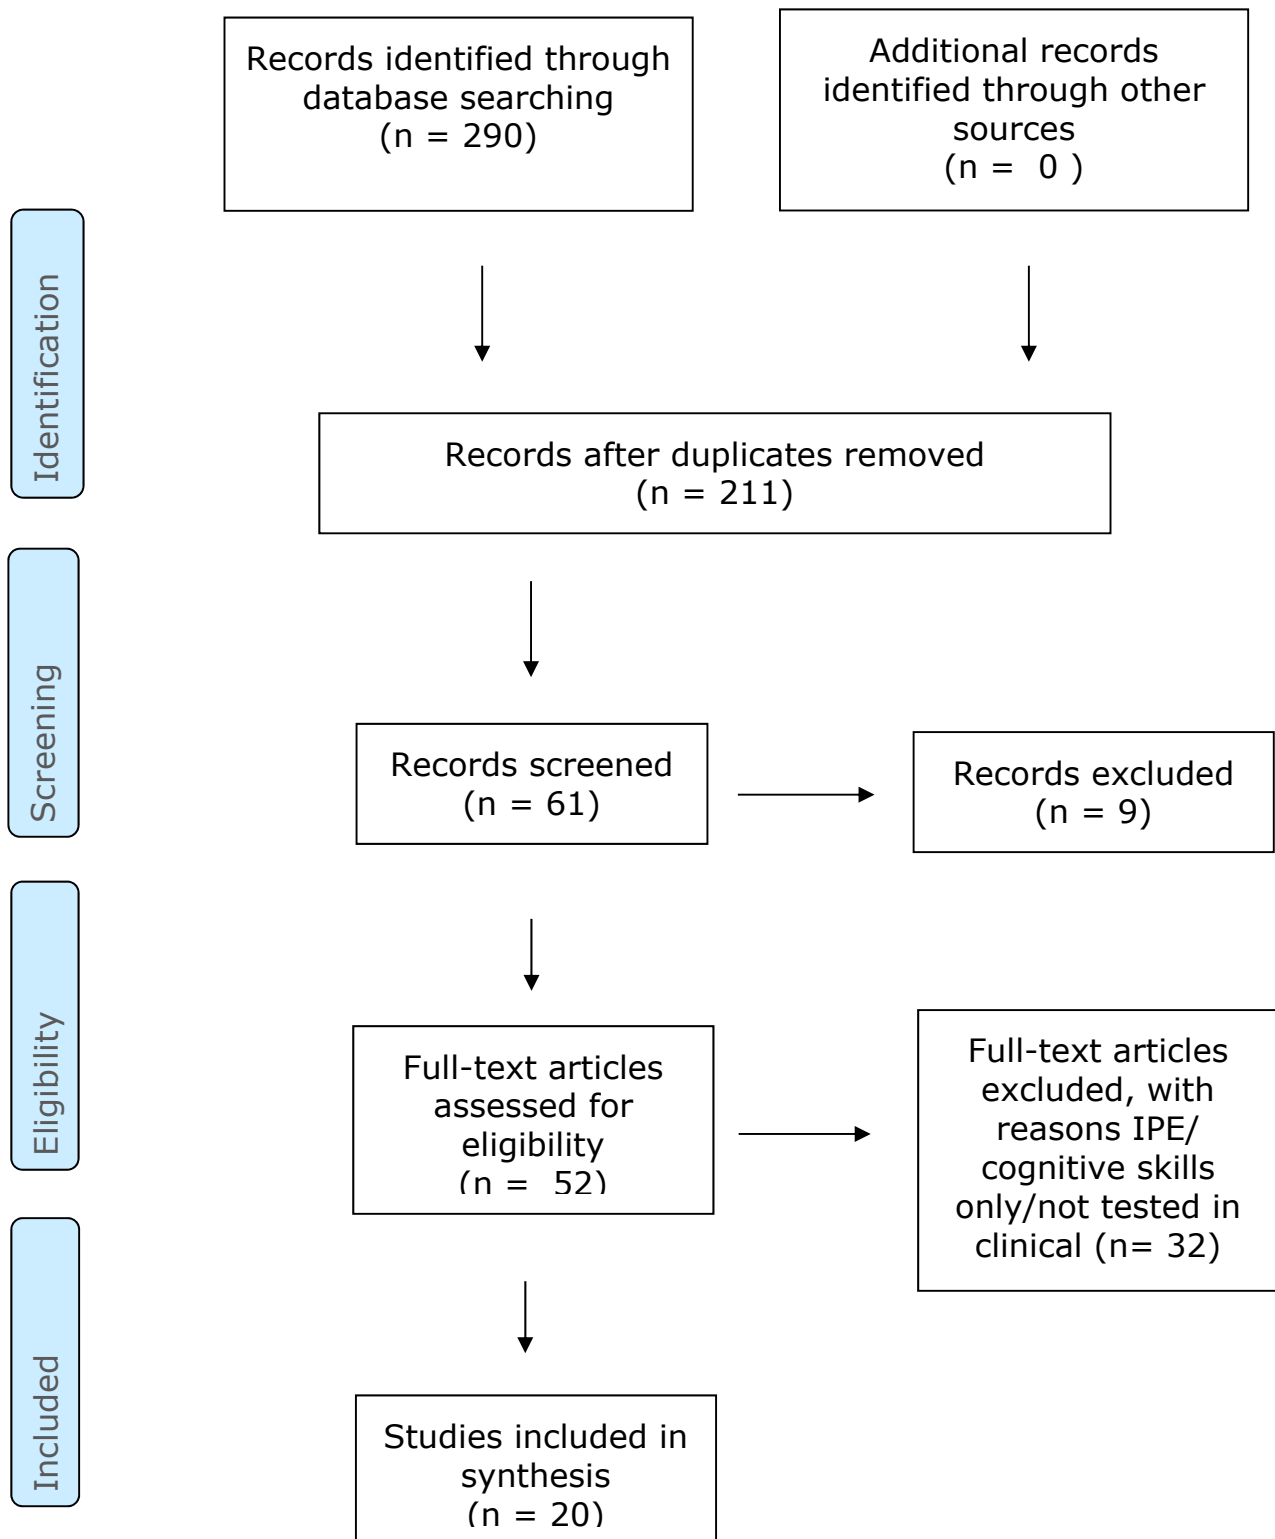 Records identified through
database searching
(n = 290)
Additional records
identified through other
sources
(n =  0 )
Identification
Records after duplicates removed
(n = 211)
Screening
Records screened
(n = 61)
Records excluded
(n = 9)
Eligibility
Full-text articles
assessed for
eligibility
(n =  52)
Full-text articles
excluded, with
reasons IPE/
cognitive skills
only/not tested in
clinical (n= 32)
Included
Studies included in
synthesis
(n = 20)